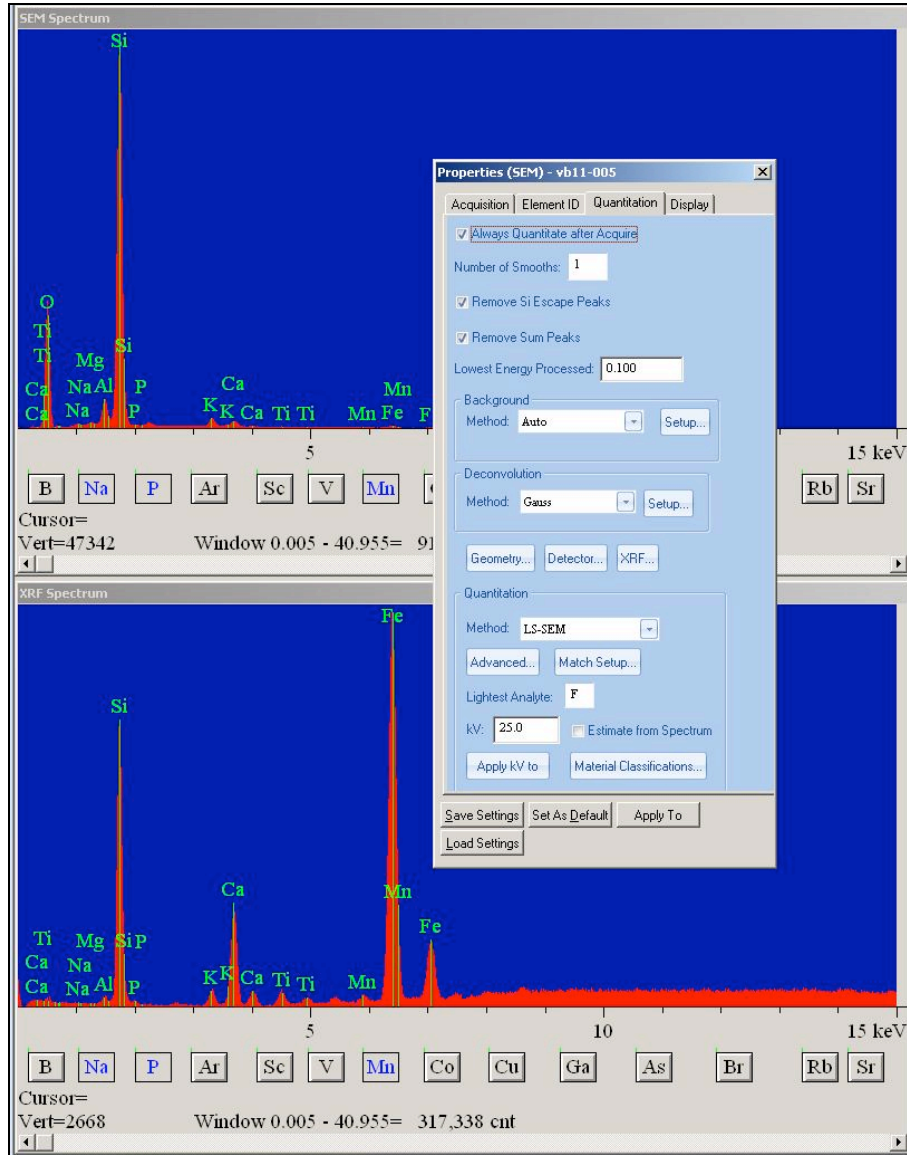 SEM Spectrum
Si
O
Ti
Ti Si
Mg
Ca Na Al P Ca Mn
Ca Na P K K Ca Ti Ti Mn Fe F
5 15 keV
B Na P Ar Sc V Mn Rb Sr
Cursor=
Vert=47342 Window 0.005 - 40.955= 91
Properties (SEM) - vb11-005
Acquisition Element ID Quantitation Display
Always Quantitate after Acquire
Number of Smooths: 1
Remove Si Escape Peaks
Remove Sum Peaks
Lowest Energy Processed: 0.100
Background
Method: Auto Setup...
Deconvolution
Method: Gauss Setup...
Geometry... Detector... XRF...
Quantitation
Method: LS-SEM
Advanced... Match Setup...
Lightest Analyte: F
kV: 25.0 Estimate from Spectrum
Apply kV to Material Classifications...
Save Settings Set As Default Apply To
Load Settings
XRF Spectrum
Fe
Si
Ca Mn
Fe
Ti Mg Si P
Ca Na
Ca Na Al P K K Ca Ti Ti Mn
5 10 15 keV
B Na P Ar Sc V Mn Co Cu Ga As Br Rb Sr
Cursor=
Vert=2668 Window 0.005 - 40.955= 317,338 cnt